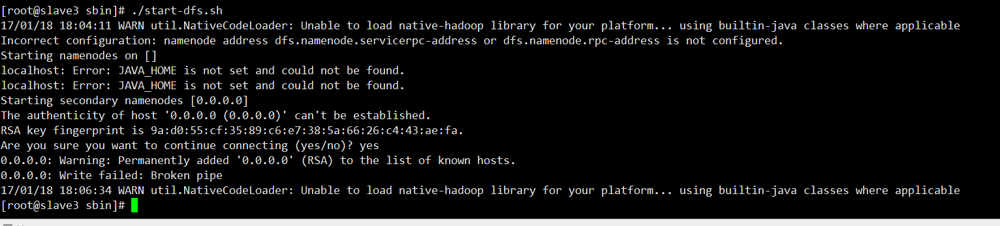 [root@slave3 sbin]# ./start-dfs.sh
17/01/18 18:04:11 WARN util.NativeCodeLoader: Unable to load native-hadoop library for your platform... using builtin-java classes where applicable
Incorrect configuration: namenode address dfs.namenode.servicerpc-address or dfs.namenode.rpc-address is not configured.
Starting namenodes on []
localhost: Error: JAVA_HOME is not set and could not be found.
localhost: Error: JAVA_HOME is not set and could not be found.
Starting secondary namenodes [0.0.0.0]
The authenticity of host '0.0.0.0 (0.0.0.0)' can't be established.
RSA key fingerprint is 9a:d0:55:cf:35:89:c6:e7:38:5a:66:26:c4:43:ae:fa.
Are you sure you want to continue connecting (yes/no)? yes
0.0.0.0: Warning: Permanently added '0.0.0.0' (RSA) to the list of known hosts.
0.0.0.0: Write failed: Broken pipe
17/01/18 18:06:34 WARN util.NativeCodeLoader: Unable to load native-hadoop library for your platform... using builtin-java classes where applicable
[root@slave3 sbin]#